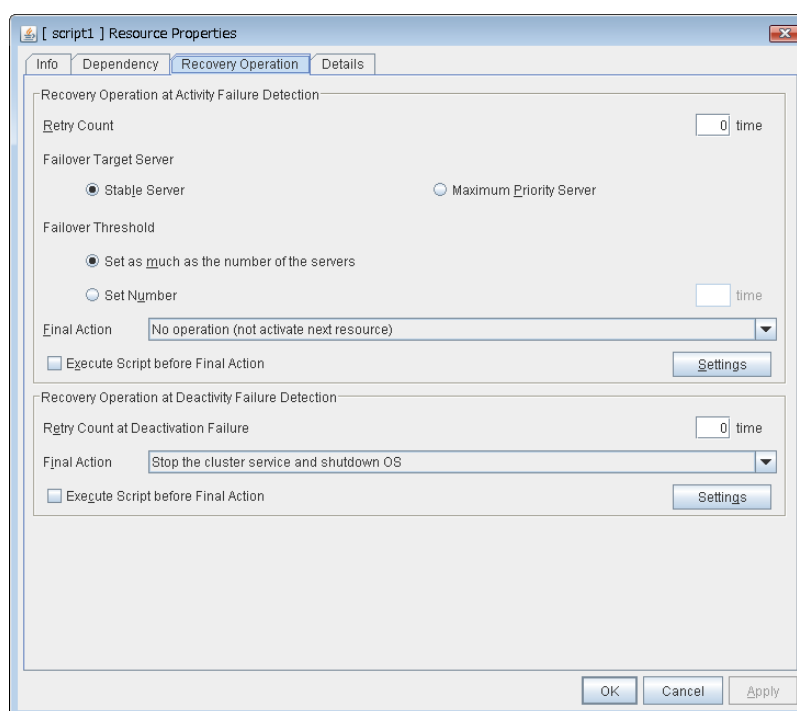 [ script1 ] Resource Properties
Info Dependency Recovery Operation Details
Recovery Operation at Activity Failure Detection
Retry Count 0 time
Failover Target Server
Stable Server Maximum Priority Server
Failover Threshold
Set as much as the number of the servers
Set Number time
Final Action No operation (not activate next resource)
Execute Script before Final Action Settings
Recovery Operation at Deactivity Failure Detection
Retry Count at Deactivation Failure 0 time
Final Action Stop the cluster service and shutdown OS
Execute Script before Final Action Settings
OK Cancel Apply